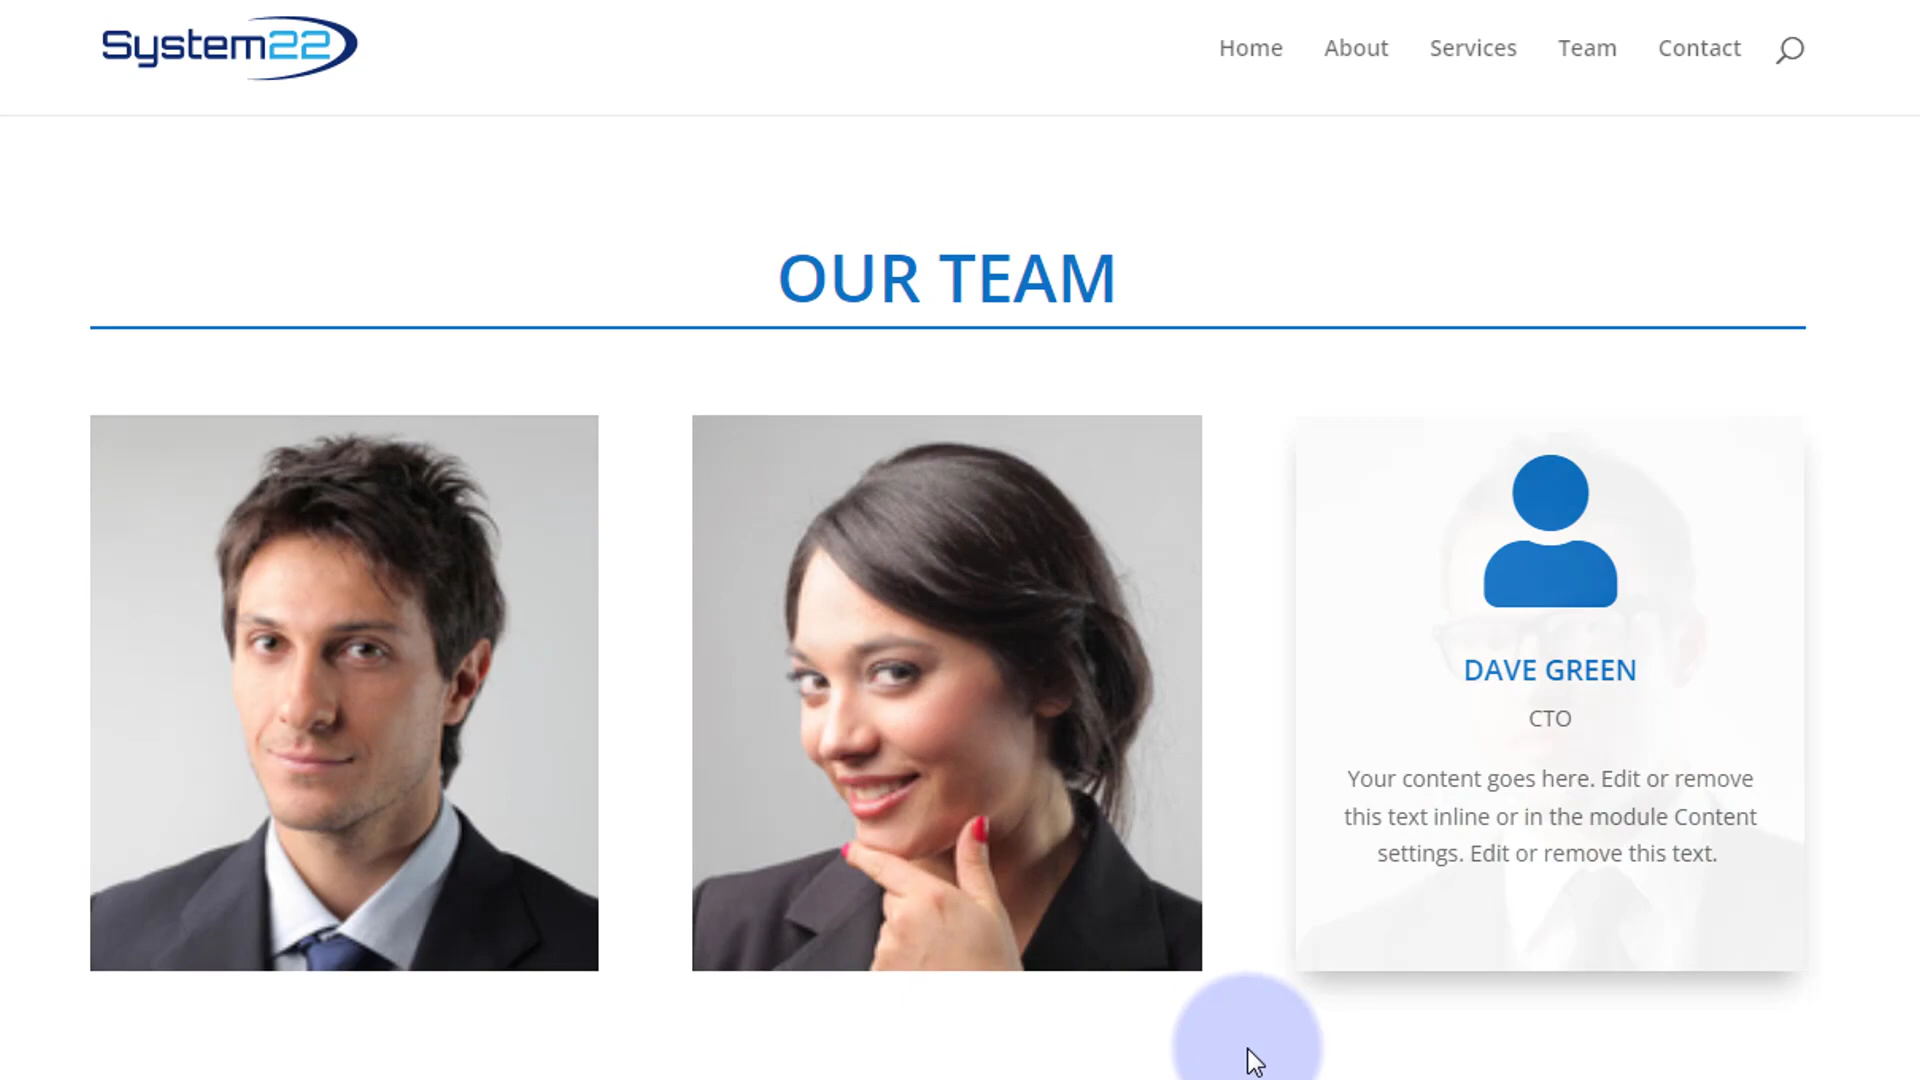 System22
Home
About
Services
Team
Contact
OUR TEAM
DAVE GREEN
CTO
Your content goes here. Edit or remove
this text inline or in the module Content
settings. Edit or remove this text.